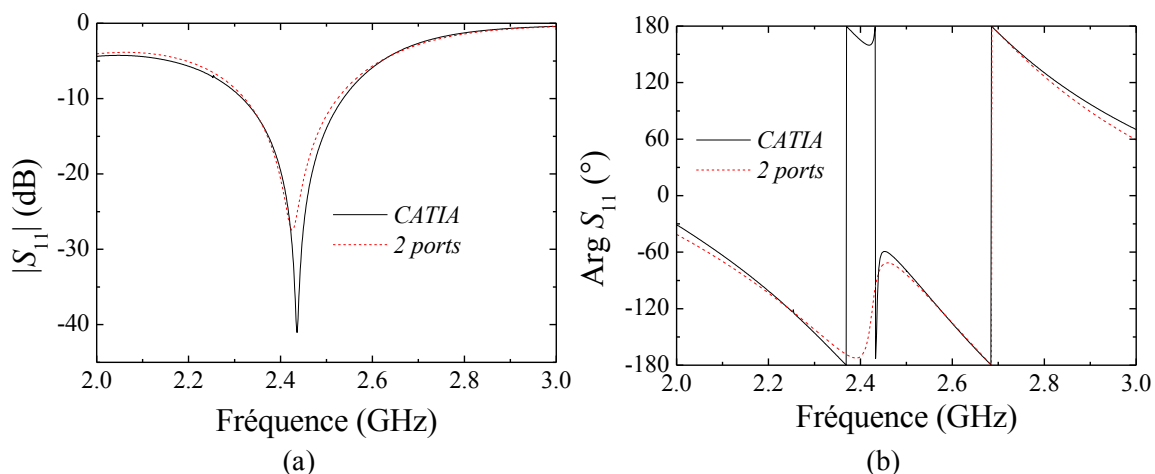 0
-10
-20
-30
-40
|S11| (dB)
CATIA
2 ports
2.0 2.2 2.4 2.6 2.8 3.0
Fréquence (GHz)
(a)
180
120
60
0
-60
-120
-180
Arg S11 (°)
CATIA
2 ports
2.0 2.2 2.4 2.6 2.8 3.0
Fréquence (GHz)
(b)